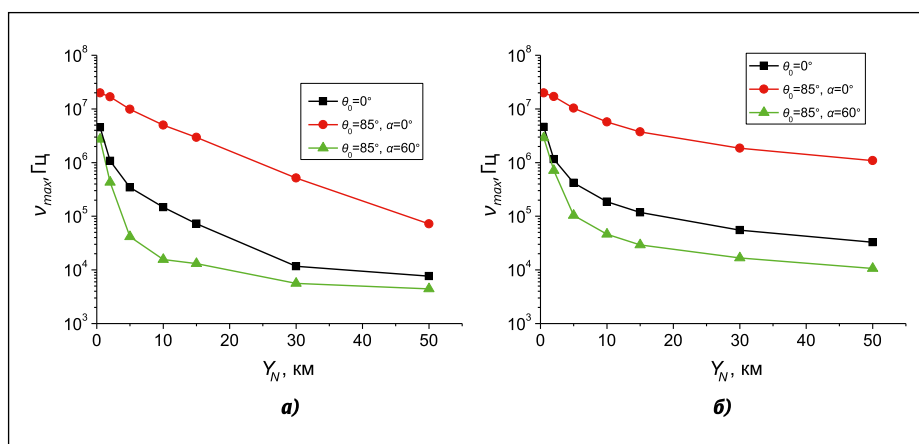 10⁸
10⁷
10⁶
10⁵
10⁴
10³
ν_max, Гц
θ₀=0°
θ₀=85°, α=0°
θ₀=85°, α=60°
0 10 20 30 40 50
Y_N, км
а)
10⁸
10⁷
10⁶
10⁵
10⁴
10³
ν_max, Гц
θ₀=0°
θ₀=85°, α=0°
θ₀=85°, α=60°
0 10 20 30 40 50
Y_N, км
б)